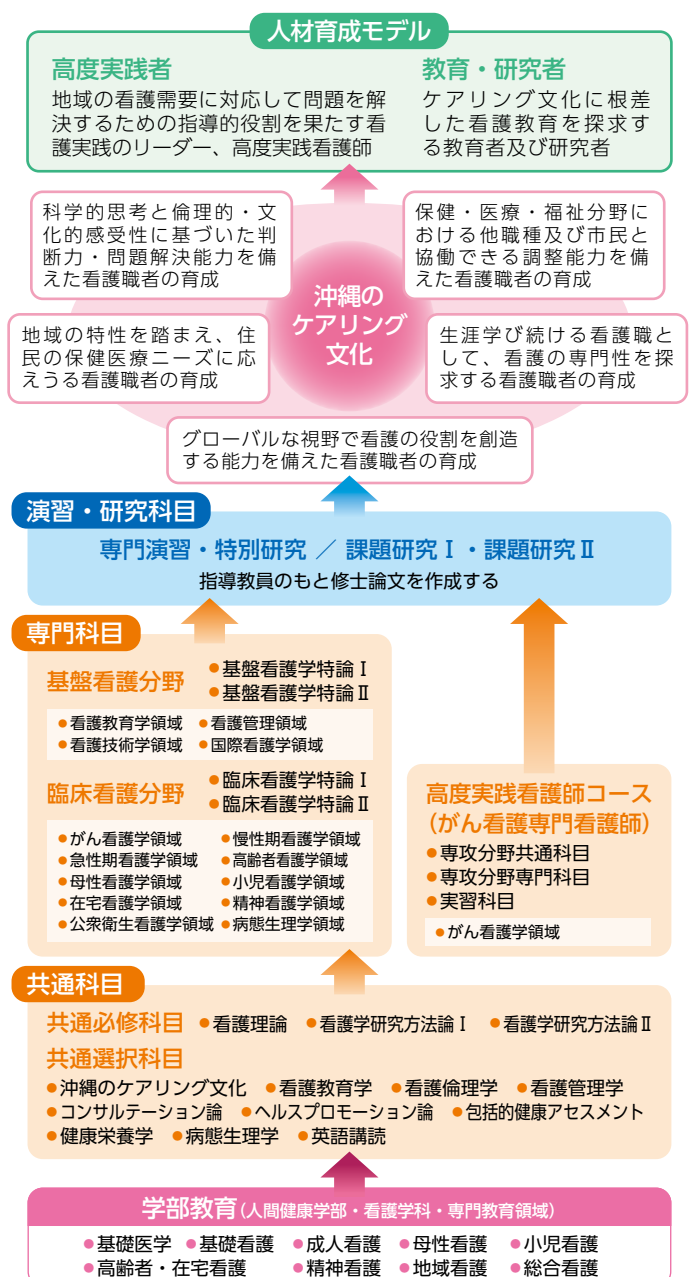 人材育成モデル
高度実践者
地域の看護需要に対応して問題を解
決するための指導的役割を果たす看
護実践のリーダー、高度実践看護師
教育・研究者
ケアリング文化に根差
した看護教育を探求す
る教育者及び研究者
科学的思考と倫理的・文
化的感受性に基づいた判
断力・問題解決能力を備
えた看護職者の育成
保健・医療・福祉分野に
おける他職種及び市民と
協働できる調整能力を備
えた看護職者の育成
沖縄の
ケアリング
文化
地域の特性を踏まえ、住
民の保健医療ニーズに応
えうる看護職者の育成
生涯学び続ける看護職と
して、看護の専門性を探
求する看護職者の育成
グローバルな視野で看護の役割を創造
する能力を備えた看護職者の育成
演習・研究科目
専門演習・特別研究 ／ 課題研究Ⅰ・課題研究Ⅱ
指導教員のもと修士論文を作成する
専門科目
基盤看護分野
●基盤看護学特論Ⅰ
●基盤看護学特論Ⅱ
●看護教育学領域 ●看護管理領域
●看護技術学領域 ●国際看護学領域
臨床看護分野
●臨床看護学特論Ⅰ
●臨床看護学特論Ⅱ
●がん看護学領域 ●慢性期看護学領域
●急性期看護学領域 ●高齢者看護学領域
●母性看護学領域 ●小児看護学領域
●在宅看護学領域 ●精神看護学領域
●公衆衛生看護学領域 ●病態生理学領域
高度実践看護師コース
（がん看護専門看護師）
●専攻分野共通科目
●専攻分野専門科目
●実習科目
●がん看護学領域
共通科目
共通必修科目 ●看護理論 ●看護学研究方法論Ⅰ ●看護学研究方法論Ⅱ
共通選択科目
●沖縄のケアリング文化 ●看護教育学 ●看護倫理学 ●看護管理学
●コンサルテーション論 ●ヘルスプロモーション論 ●包括的健康アセスメント
●健康栄養学 ●病態生理学 ●英語講読
学部教育（人間健康学部・看護学科・専門教育領域）
●基礎医学 ●基礎看護 ●成人看護 ●母性看護 ●小児看護
●高齢者・在宅看護 ●精神看護 ●地域看護 ●総合看護